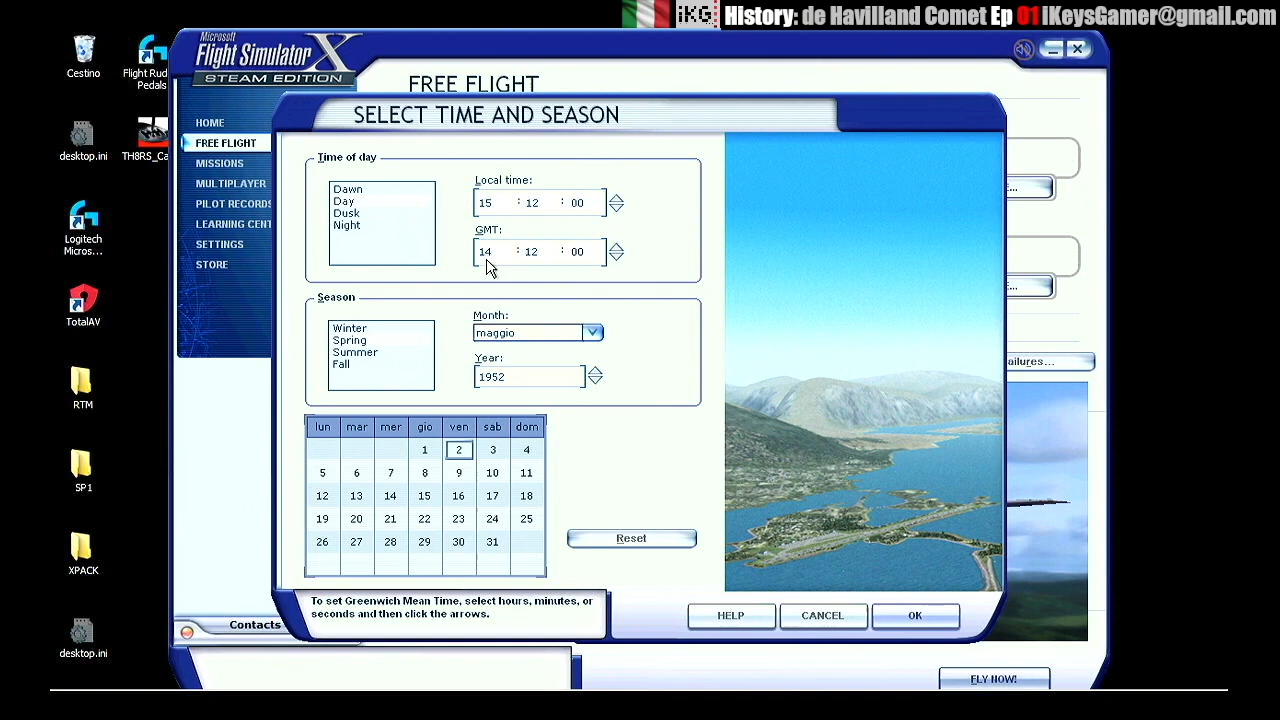 iKG History: de Havilland Comet Ep 01 iKeysGamer@gmail.com
Microsoft
Flight Simulator X
STEAM EDITION
Cestino
Flight Rud
Pedals
desktop.ini
TH8RS_Ca
Logitech
Micros...
TotalAV
RTM
SP1
XPACK
desktop.ini
FREE FLIGHT
HOME
FREE FLIGHT
MISSIONS
MULTIPLAYER
PILOT RECORDS
LEARNING CENT
SETTINGS
STORE
SELECT TIME AND SEASON
Time of day
Dawn
Day
Dusk
Night
Local time:
15 : 12 : 00
GMT:
14 : 12 : 00
Season
Winter
Spring
Summer
Fall
Month:
maggio
Year:
1952
lun mar mer gio ven sab dom
1 2 3 4
5 6 7 8 9 10 11
12 13 14 15 16 17 18
19 20 21 22 23 24 25
26 27 28 29 30 31
Reset
To set Greenwich Mean Time, select hours, minutes, or
seconds and then click the arrows.
HELP CANCEL OK
e...
e...
ailures...
Contacts
FLY NOW!